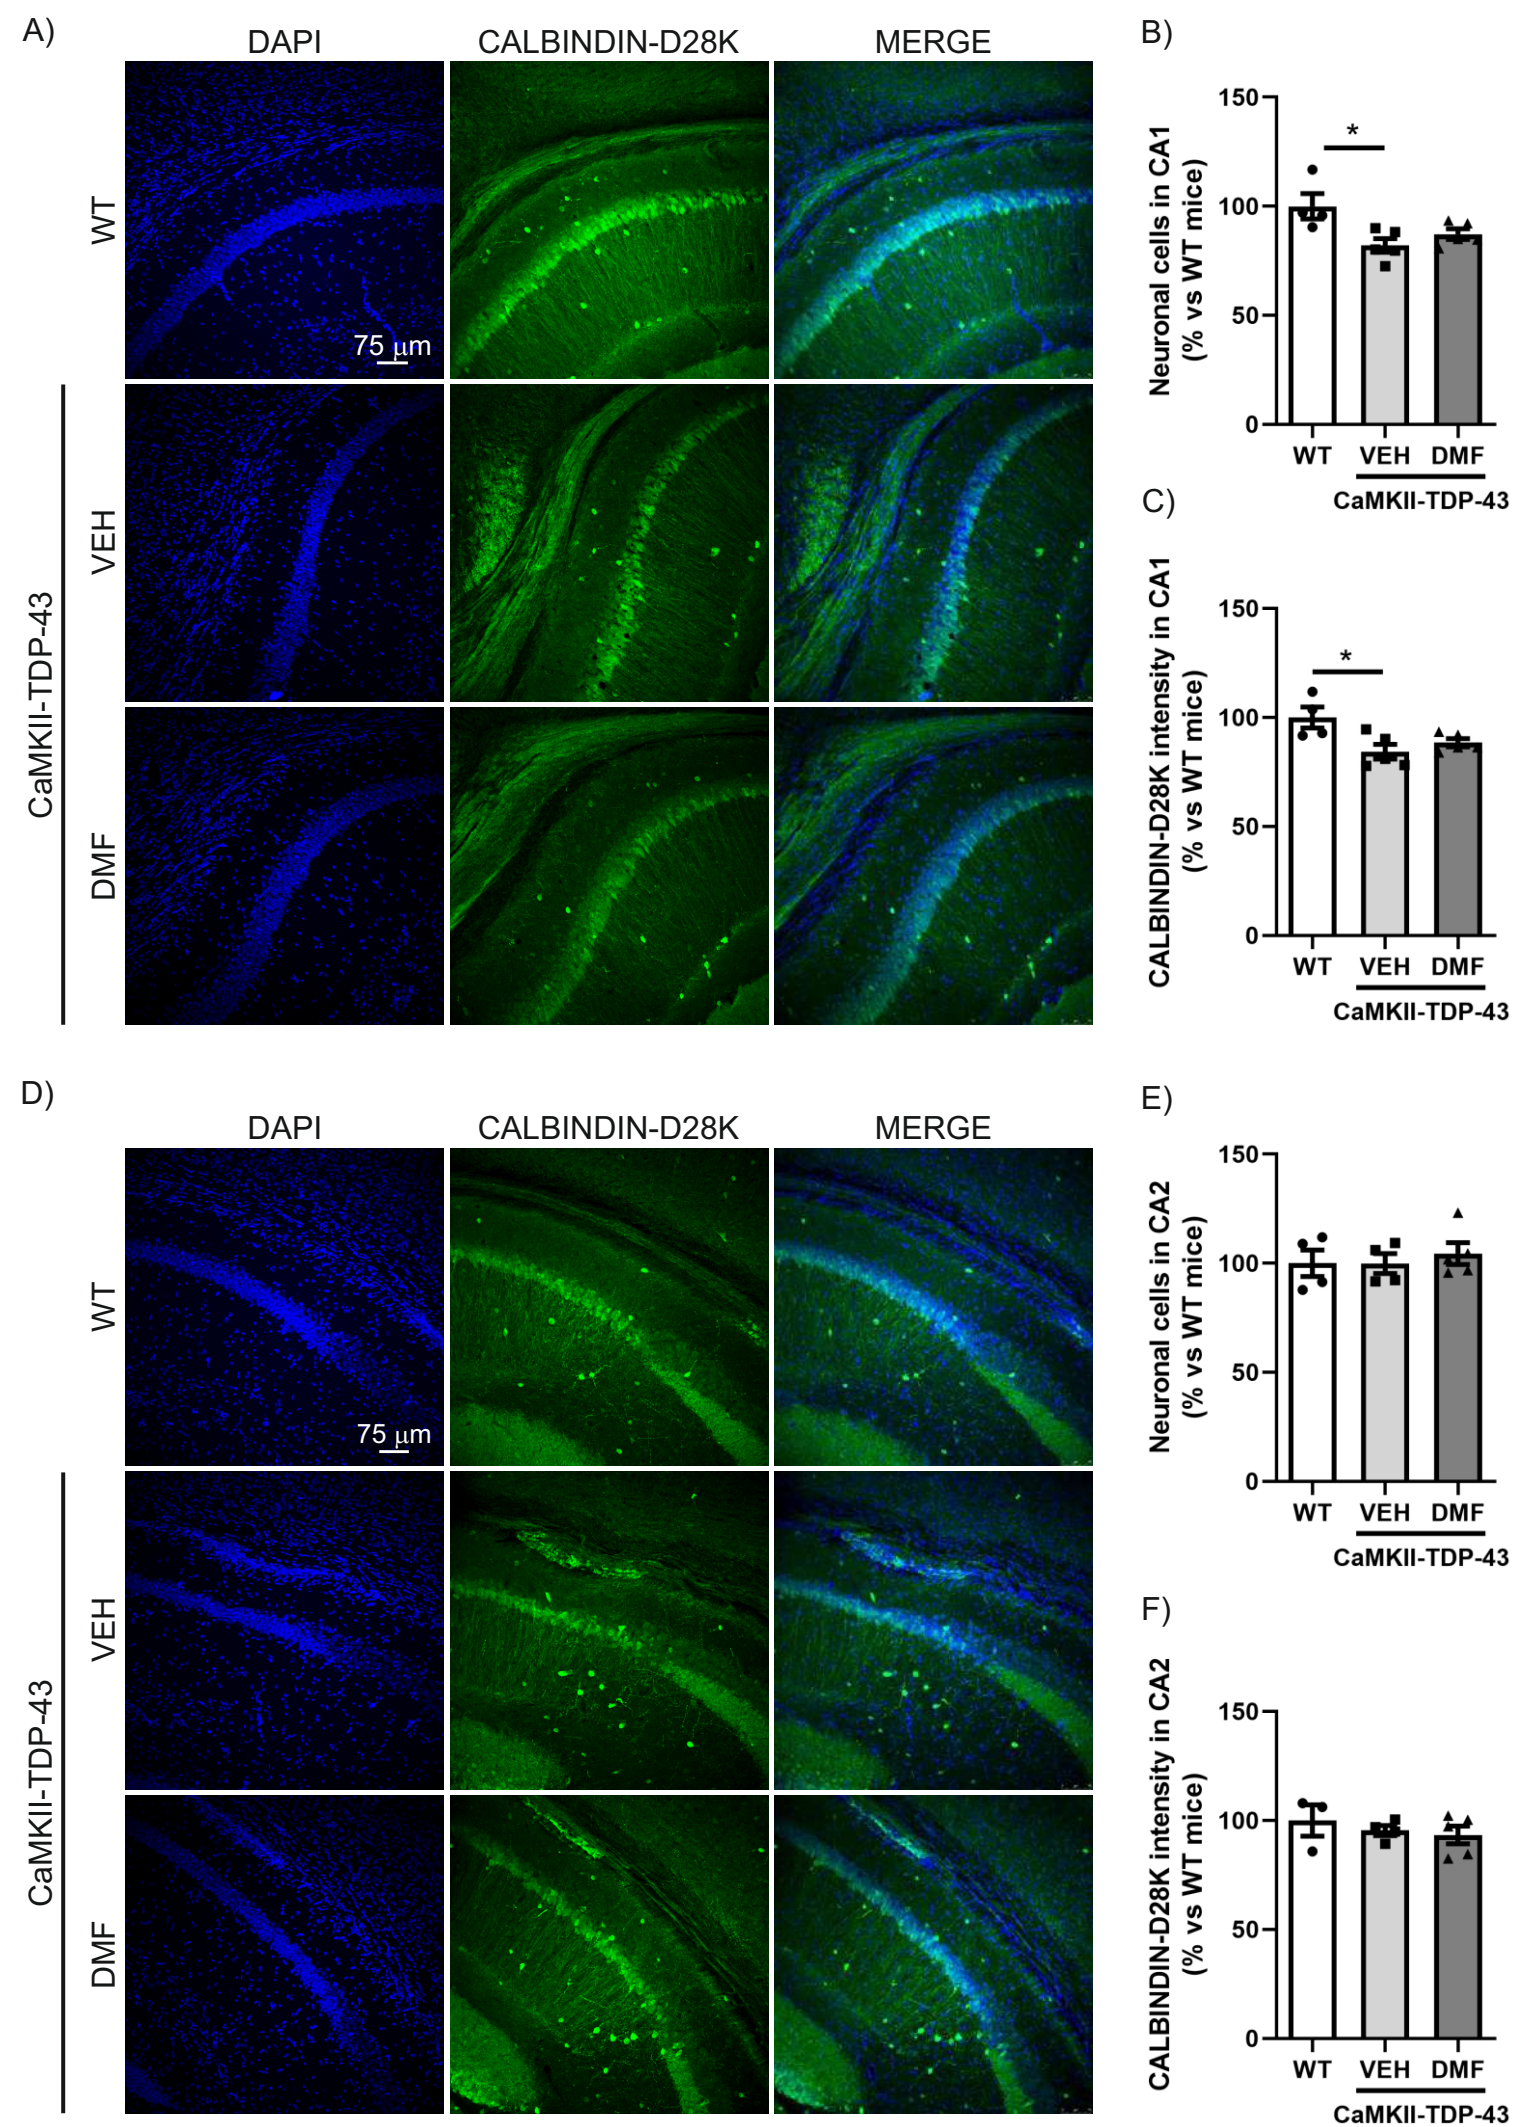 A)
DAPI CALBINDIN-D28K MERGE
WT
75 µm
CaMKII-TDP-43
VEH
DMF
B)
Neuronal cells in CA1
(% vs WT mice)
150
*
100
50
0
WT VEH DMF
CaMKII-TDP-43
C)
CALBINDIN-D28K intensity in CA1
(% vs WT mice)
150
*
100
50
0
WT VEH DMF
CaMKII-TDP-43
D)
DAPI CALBINDIN-D28K MERGE
WT
75 µm
CaMKII-TDP-43
VEH
DMF
E)
Neuronal cells in CA2
(% vs WT mice)
150
100
50
0
WT VEH DMF
CaMKII-TDP-43
F)
CALBINDIN-D28K intensity in CA2
(% vs WT mice)
150
100
50
0
WT VEH DMF
CaMKII-TDP-43